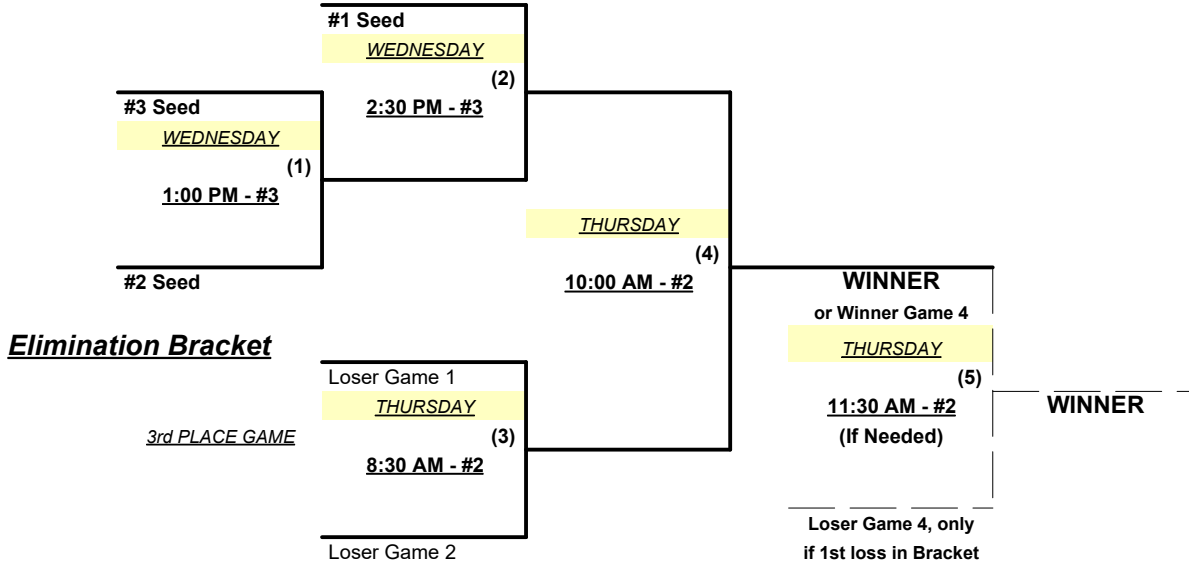 #1 Seed
WEDNESDAY
(2)
2:30 PM - #3
#3 Seed
WEDNESDAY
(1)
1:00 PM - #3
#2 Seed
THURSDAY
(4)
10:00 AM - #2
WINNER
or Winner Game 4
THURSDAY
(5)
11:30 AM - #2
(If Needed)
WINNER
Loser Game 4, only
if 1st loss in Bracket
Elimination Bracket
Loser Game 1
THURSDAY
3rd PLACE GAME
(3)
8:30 AM - #2
Loser Game 2